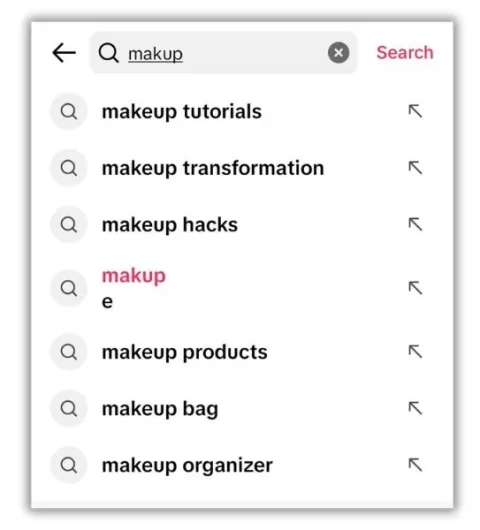 makup Search
makeup tutorials
makeup transformation
makeup hacks
makup
e
makeup products
makeup bag
makeup organizer